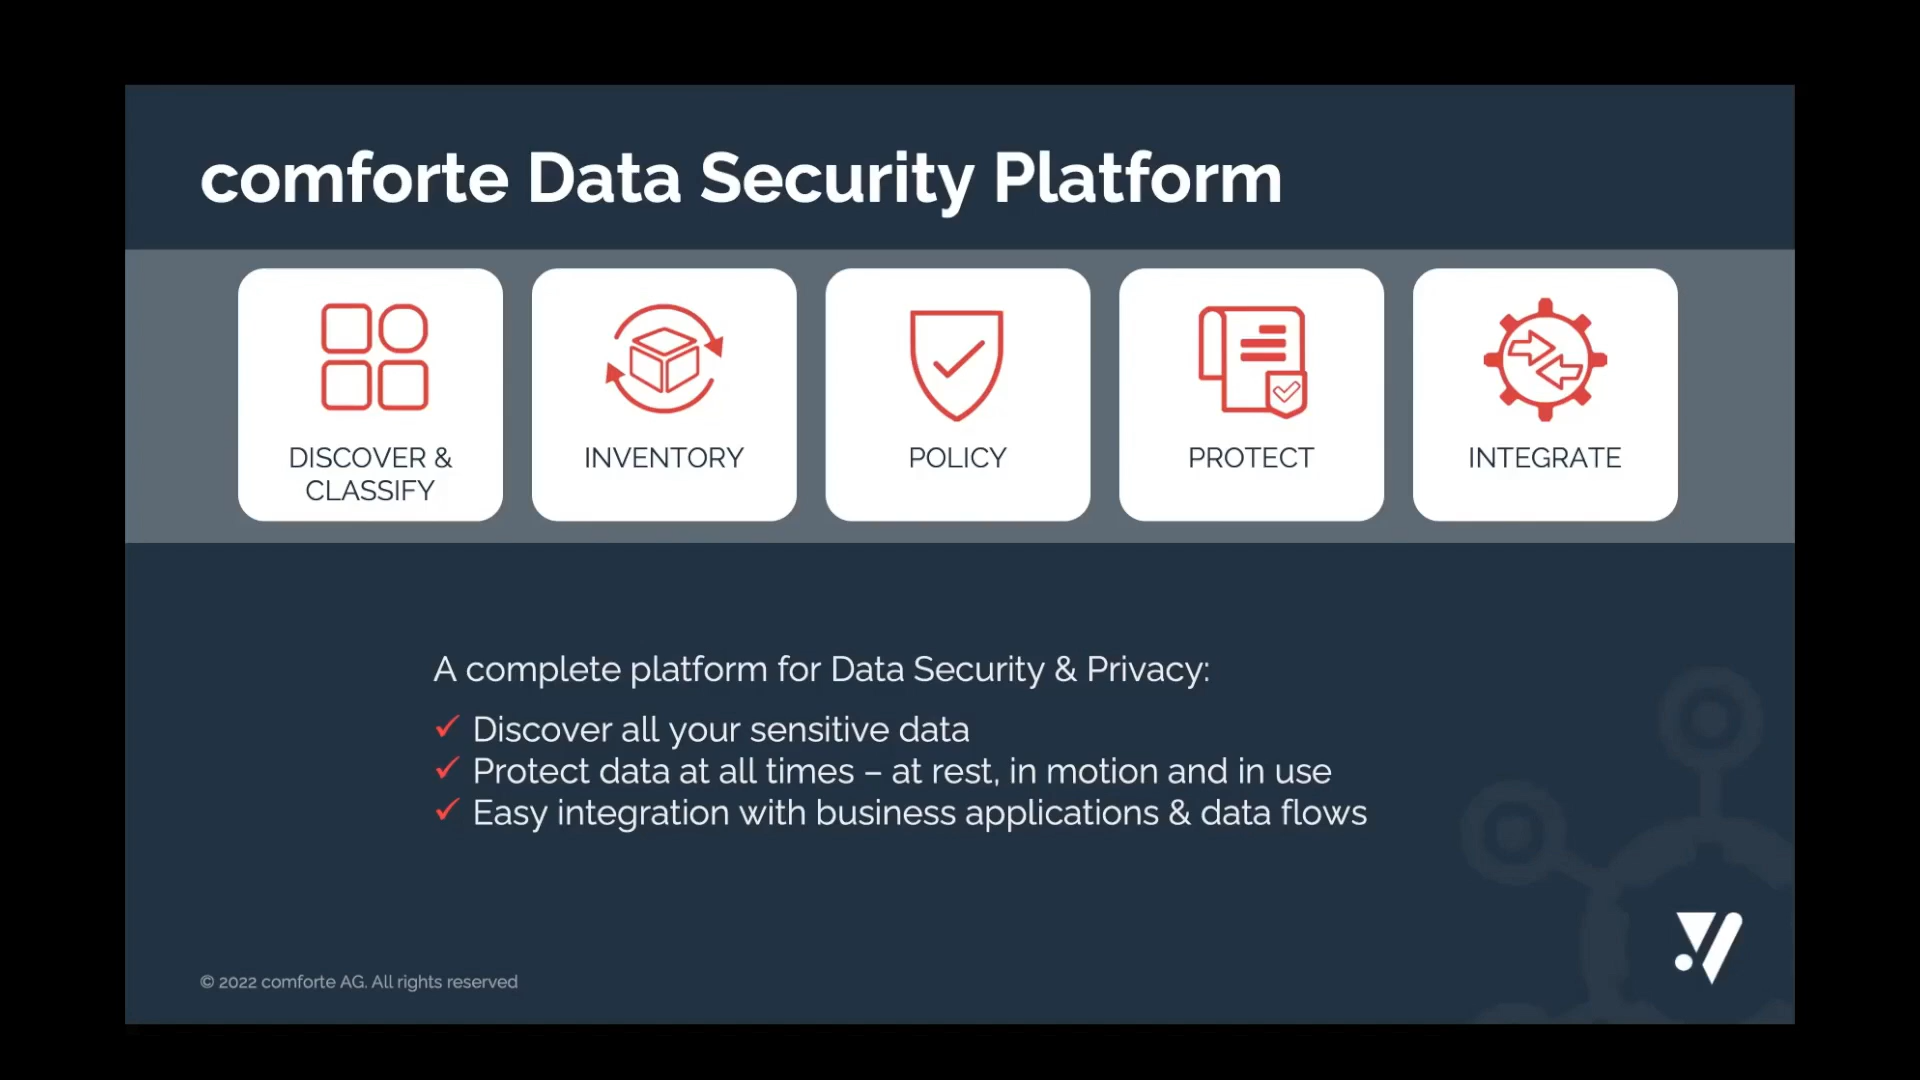 comforte Data Security Platform
DISCOVER &
CLASSIFY
INVENTORY
POLICY
PROTECT
INTEGRATE
A complete platform for Data Security & Privacy:
✓ Discover all your sensitive data
✓ Protect data at all times – at rest, in motion and in use
✓ Easy integration with business applications & data flows
© 2022 comforte AG. All rights reserved